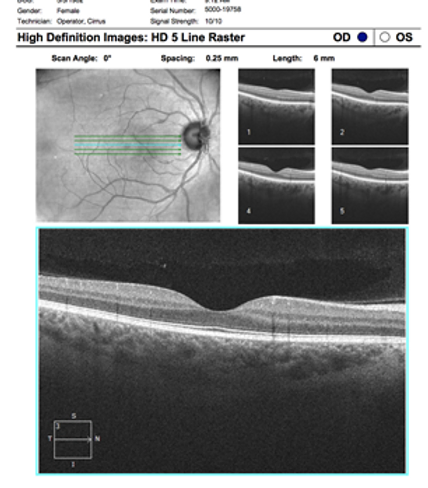 Gender: Female
Serial Number: 5000-19758
Technician: Operator, Cirrus
Signal Strength: 10/10
High Definition Images: HD 5 Line Raster
OD OS
Scan Angle: 0° Spacing: 0.25 mm Length: 6 mm
1 2
4 5
S
3
T N
I